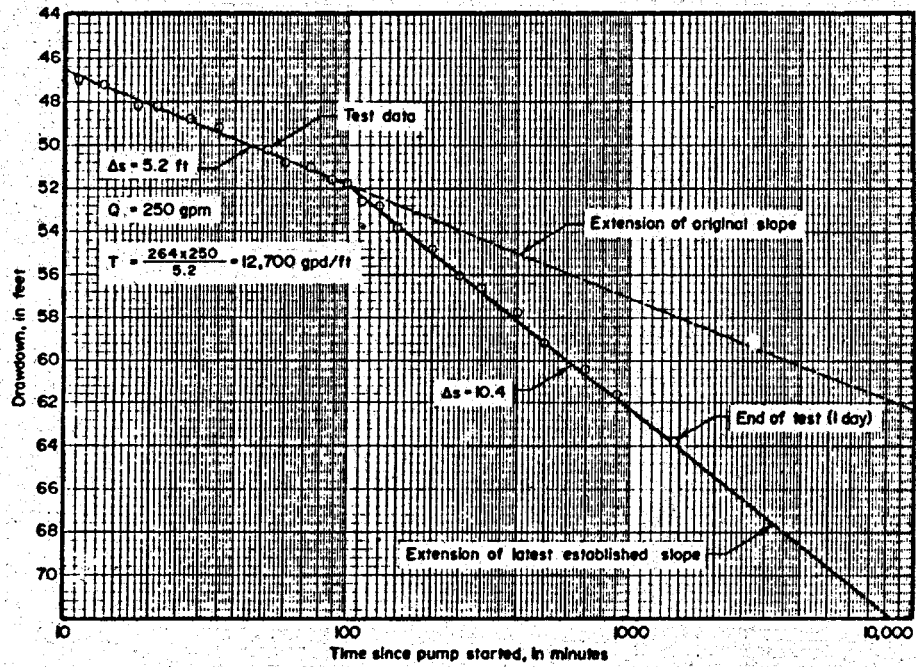 44
46
48
50
52
54
56
58
60
62
64
66
68
70
Drawdown, in feet
Test data
Δs = 5.2 ft
Q = 250 gpm
T = 264x250 / 5.2 = 12,700 gpd/ft
Extension of original slope
Δs = 10.4
End of test (1 day)
Extension of latest established slope
10
100
1000
10,000
Time since pump started, in minutes